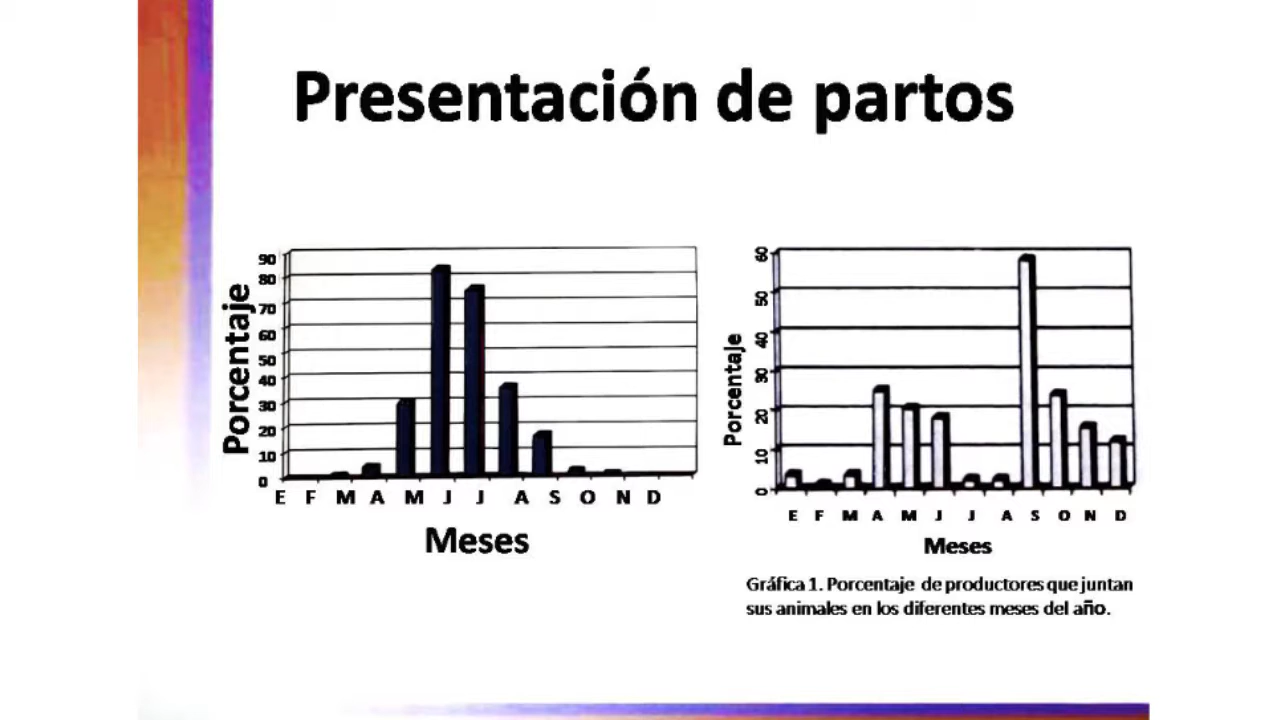 Presentación de partos
Porcentaje
90
80
70
60
50
40
30
20
10
0
E F M A M J J A S O N D
Meses
Porcentaje
60
50
40
30
20
10
0
E F M A M J J A S O N D
Meses
Gráfica 1. Porcentaje de productores que juntan
sus animales en los diferentes meses del año.